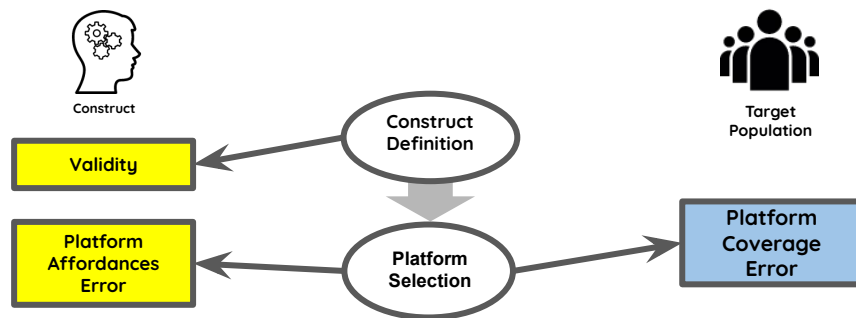 Construct
Target
Population
Construct
Definition
Validity
Platform
Affordances
Error
Platform
Selection
Platform
Coverage
Error